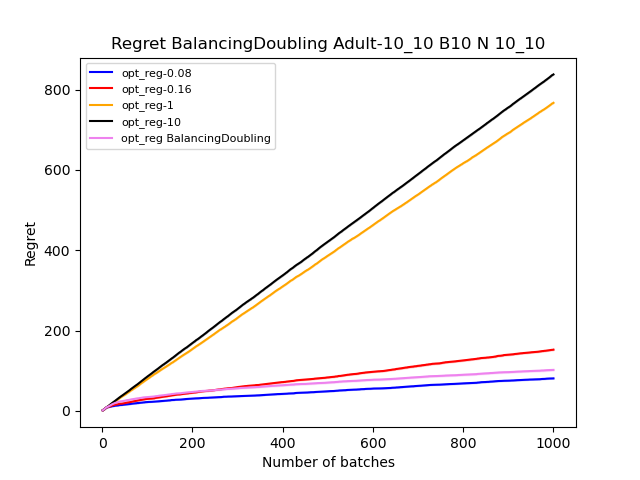 Regret BalancingDoubling Adult-10_10 B10 N 10_10
opt_reg-0.08
opt_reg-0.16
opt_reg-1
opt_reg-10
opt_reg BalancingDoubling
800
600
400
200
0
Regret
0 200 400 600 800 1000
Number of batches